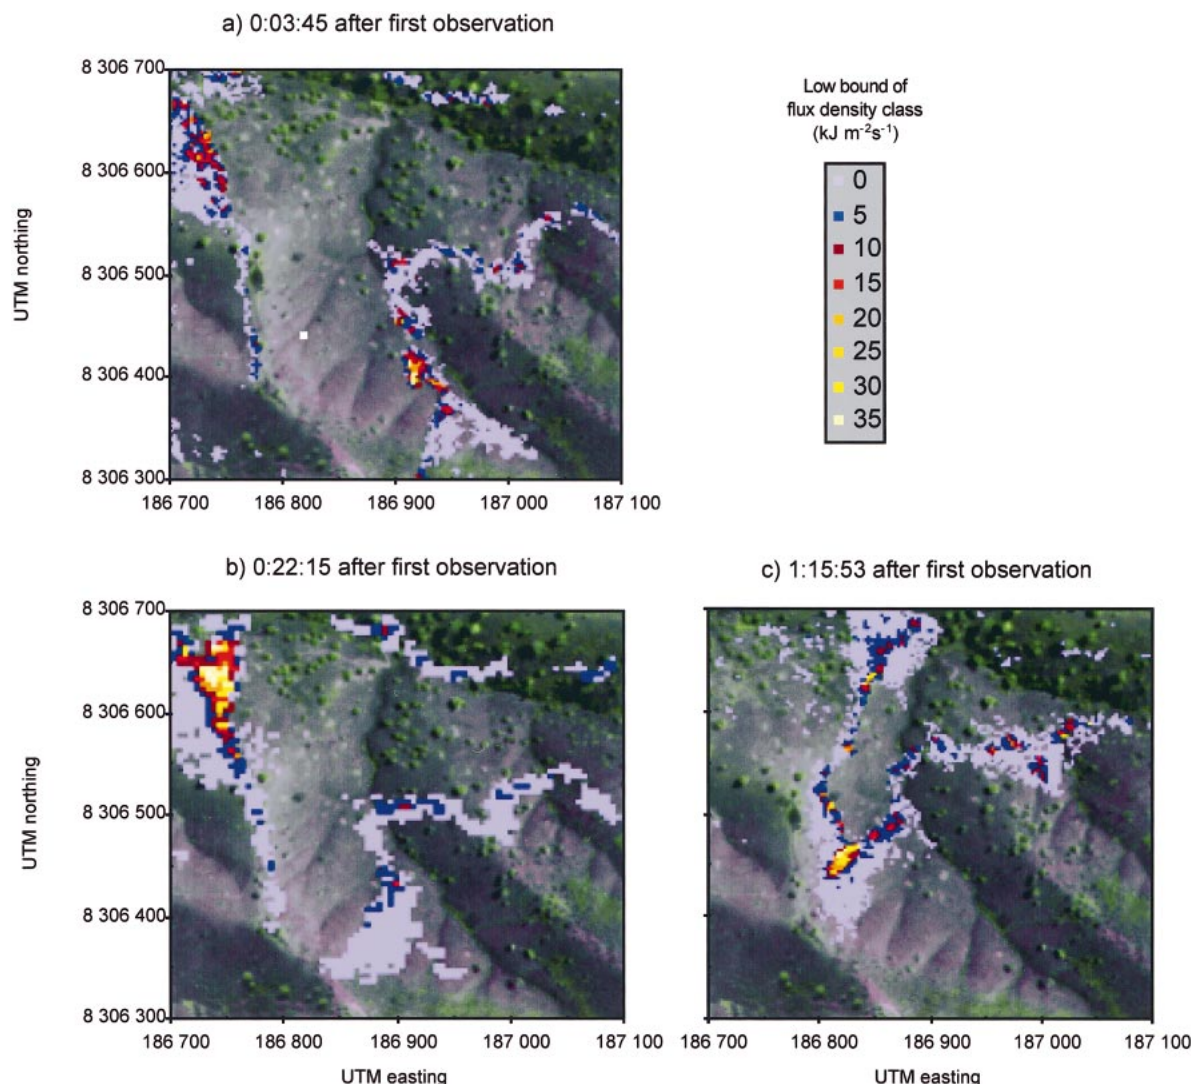 a) 0:03:45 after first observation
8 306 700
8 306 600
8 306 500
8 306 400
8 306 300
UTM northing
186 700
186 800
186 900
187 000
187 100
Low bound of
flux density class
(kJ m⁻²s⁻¹)
0
5
10
15
20
25
30
35
b) 0:22:15 after first observation
8 306 700
8 306 600
8 306 500
8 306 400
8 306 300
UTM northing
186 700
186 800
186 900
187 000
187 100
UTM easting
c) 1:15:53 after first observation
186 700
186 800
186 900
187 000
187 100
UTM easting